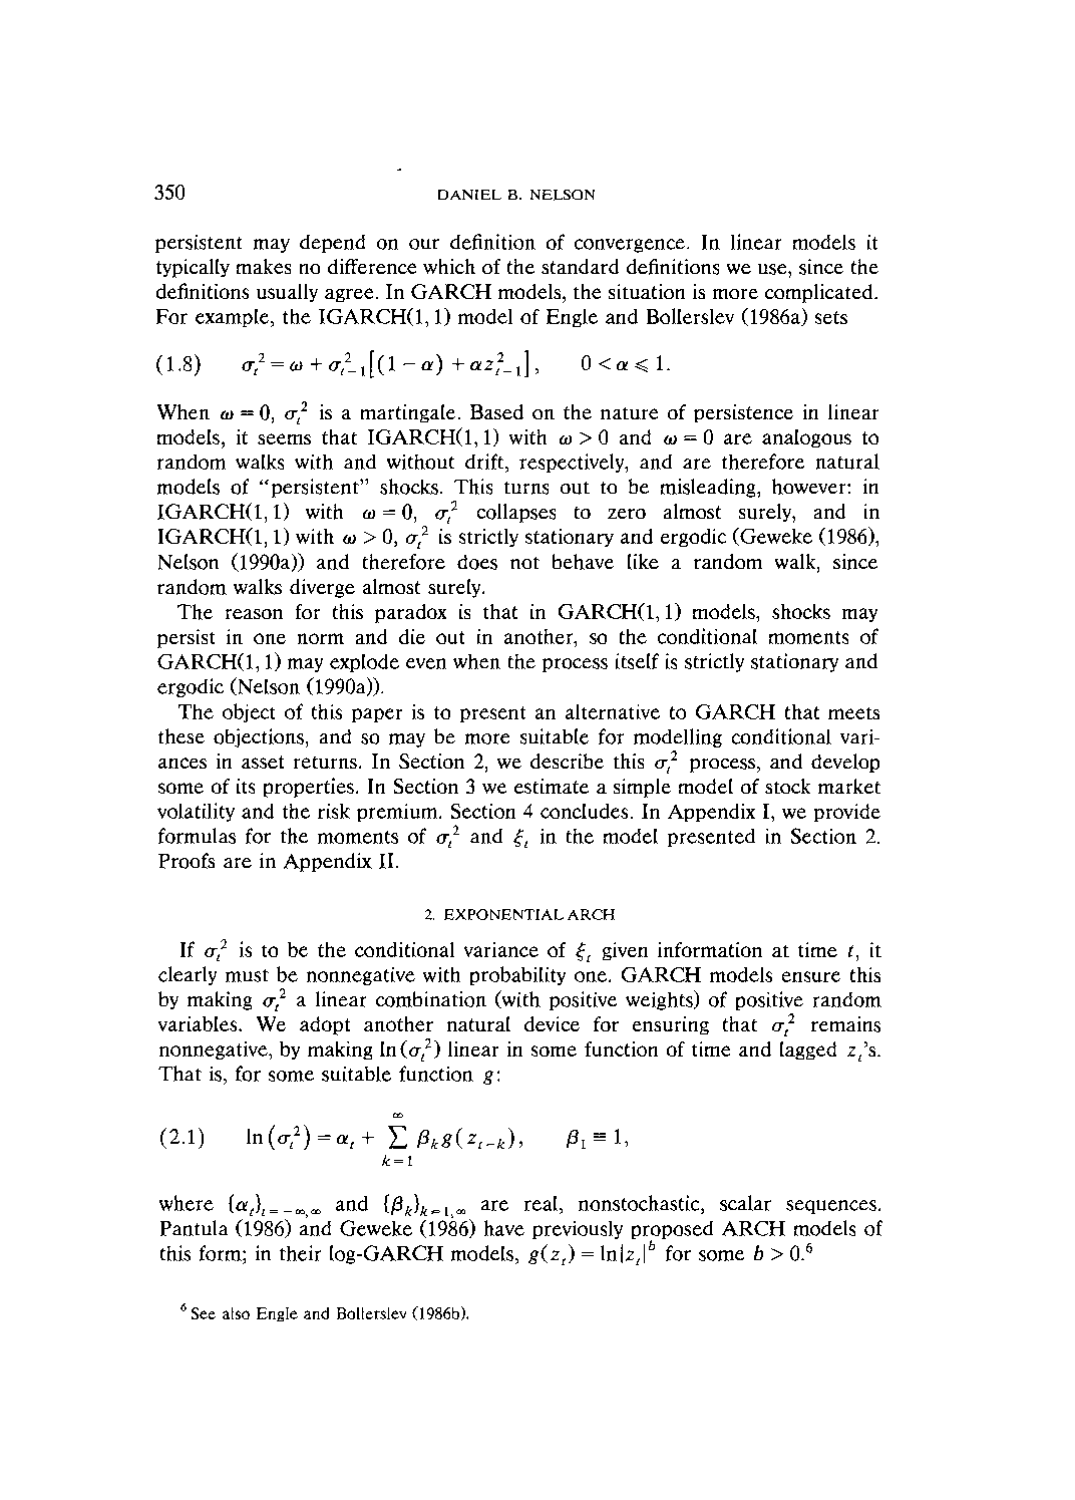 350 DANIEL B. NELSON
persistent may depend on our definition of convergence. In linear models it
typically makes no difference which of the standard definitions we use, since the
definitions usually agree. In GARCH models, the situation is more complicated.
For example, the IGARCH(1,1) model of Engle and Bollerslev (1986a) sets
(1.8) σ_t^2 = ω + σ_{t-1}^2[(1 − α) + αz_{t-1}^2], 0 < α ⩽ 1.
When ω = 0, σ_t^2 is a martingale. Based on the nature of persistence in linear
models, it seems that IGARCH(1,1) with ω > 0 and ω = 0 are analogous to
random walks with and without drift, respectively, and are therefore natural
models of “persistent” shocks. This turns out to be misleading, however: in
IGARCH(1,1) with ω = 0, σ_t^2 collapses to zero almost surely, and in
IGARCH(1,1) with ω > 0, σ_t^2 is strictly stationary and ergodic (Geweke (1986),
Nelson (1990a)) and therefore does not behave like a random walk, since
random walks diverge almost surely.
The reason for this paradox is that in GARCH(1,1) models, shocks may
persist in one norm and die out in another, so the conditional moments of
GARCH(1,1) may explode even when the process itself is strictly stationary and
ergodic (Nelson (1990a)).
The object of this paper is to present an alternative to GARCH that meets
these objections, and so may be more suitable for modelling conditional vari-
ances in asset returns. In Section 2, we describe this σ_t^2 process, and develop
some of its properties. In Section 3 we estimate a simple model of stock market
volatility and the risk premium. Section 4 concludes. In Appendix I, we provide
formulas for the moments of σ_t^2 and ξ_t in the model presented in Section 2.
Proofs are in Appendix II.
2. EXPONENTIAL ARCH
If σ_t^2 is to be the conditional variance of ξ_t given information at time t, it
clearly must be nonnegative with probability one. GARCH models ensure this
by making σ_t^2 a linear combination (with positive weights) of positive random
variables. We adopt another natural device for ensuring that σ_t^2 remains
nonnegative, by making ln(σ_t^2) linear in some function of time and lagged z_t's.
That is, for some suitable function g:
(2.1) ln(σ_t^2) = α_t + ∑_{k=1}^{∞} β_k g(z_{t-k}), β_1 ≡ 1,
where {α_t}_{t=−∞,∞} and {β_k}_{k=1,∞} are real, nonstochastic, scalar sequences.
Pantula (1986) and Geweke (1986) have previously proposed ARCH models of
this form; in their log-GARCH models, g(z_t) = ln|z_t|^b for some b > 0.⁶
⁶ See also Engle and Bollerslev (1986b).